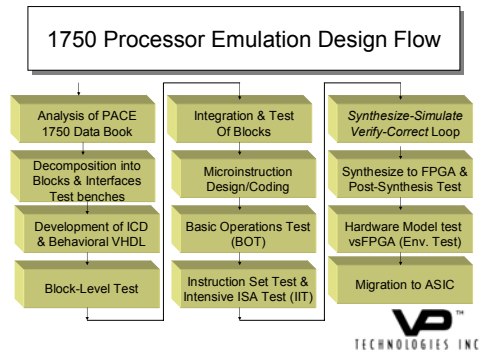 1750 Processor Emulation Design Flow
Analysis of PACE
1750 Data Book
Decomposition into
Blocks & Interfaces
Test benches
Development of ICD
& Behavioral VHDL
Block-Level Test
Integration & Test
Of Blocks
Microinstruction
Design/Coding
Basic Operations Test
(BOT)
Instruction Set Test &
Intensive ISA Test (IIT)
Synthesize-Simulate
Verify-Correct Loop
Synthesize to FPGA &
Post-Synthesis Test
Hardware Model test
vsFPGA (Env. Test)
Migration to ASIC
VP™
TECHNOLOGIES INC